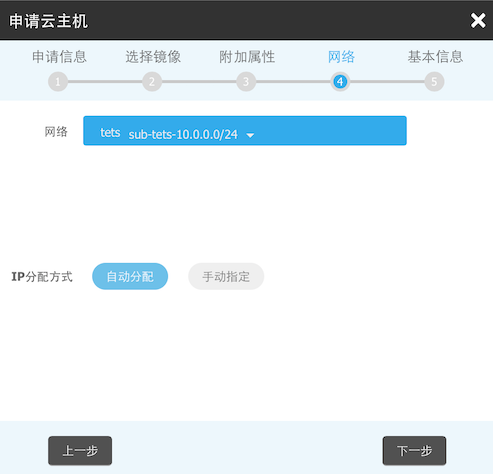 申请云主机
申请信息 选择镜像 附加属性 网络 基本信息
1 2 3 4 5
网络 tets sub-tets-10.0.0.0/24
IP分配方式 自动分配 手动指定
上一步 下一步